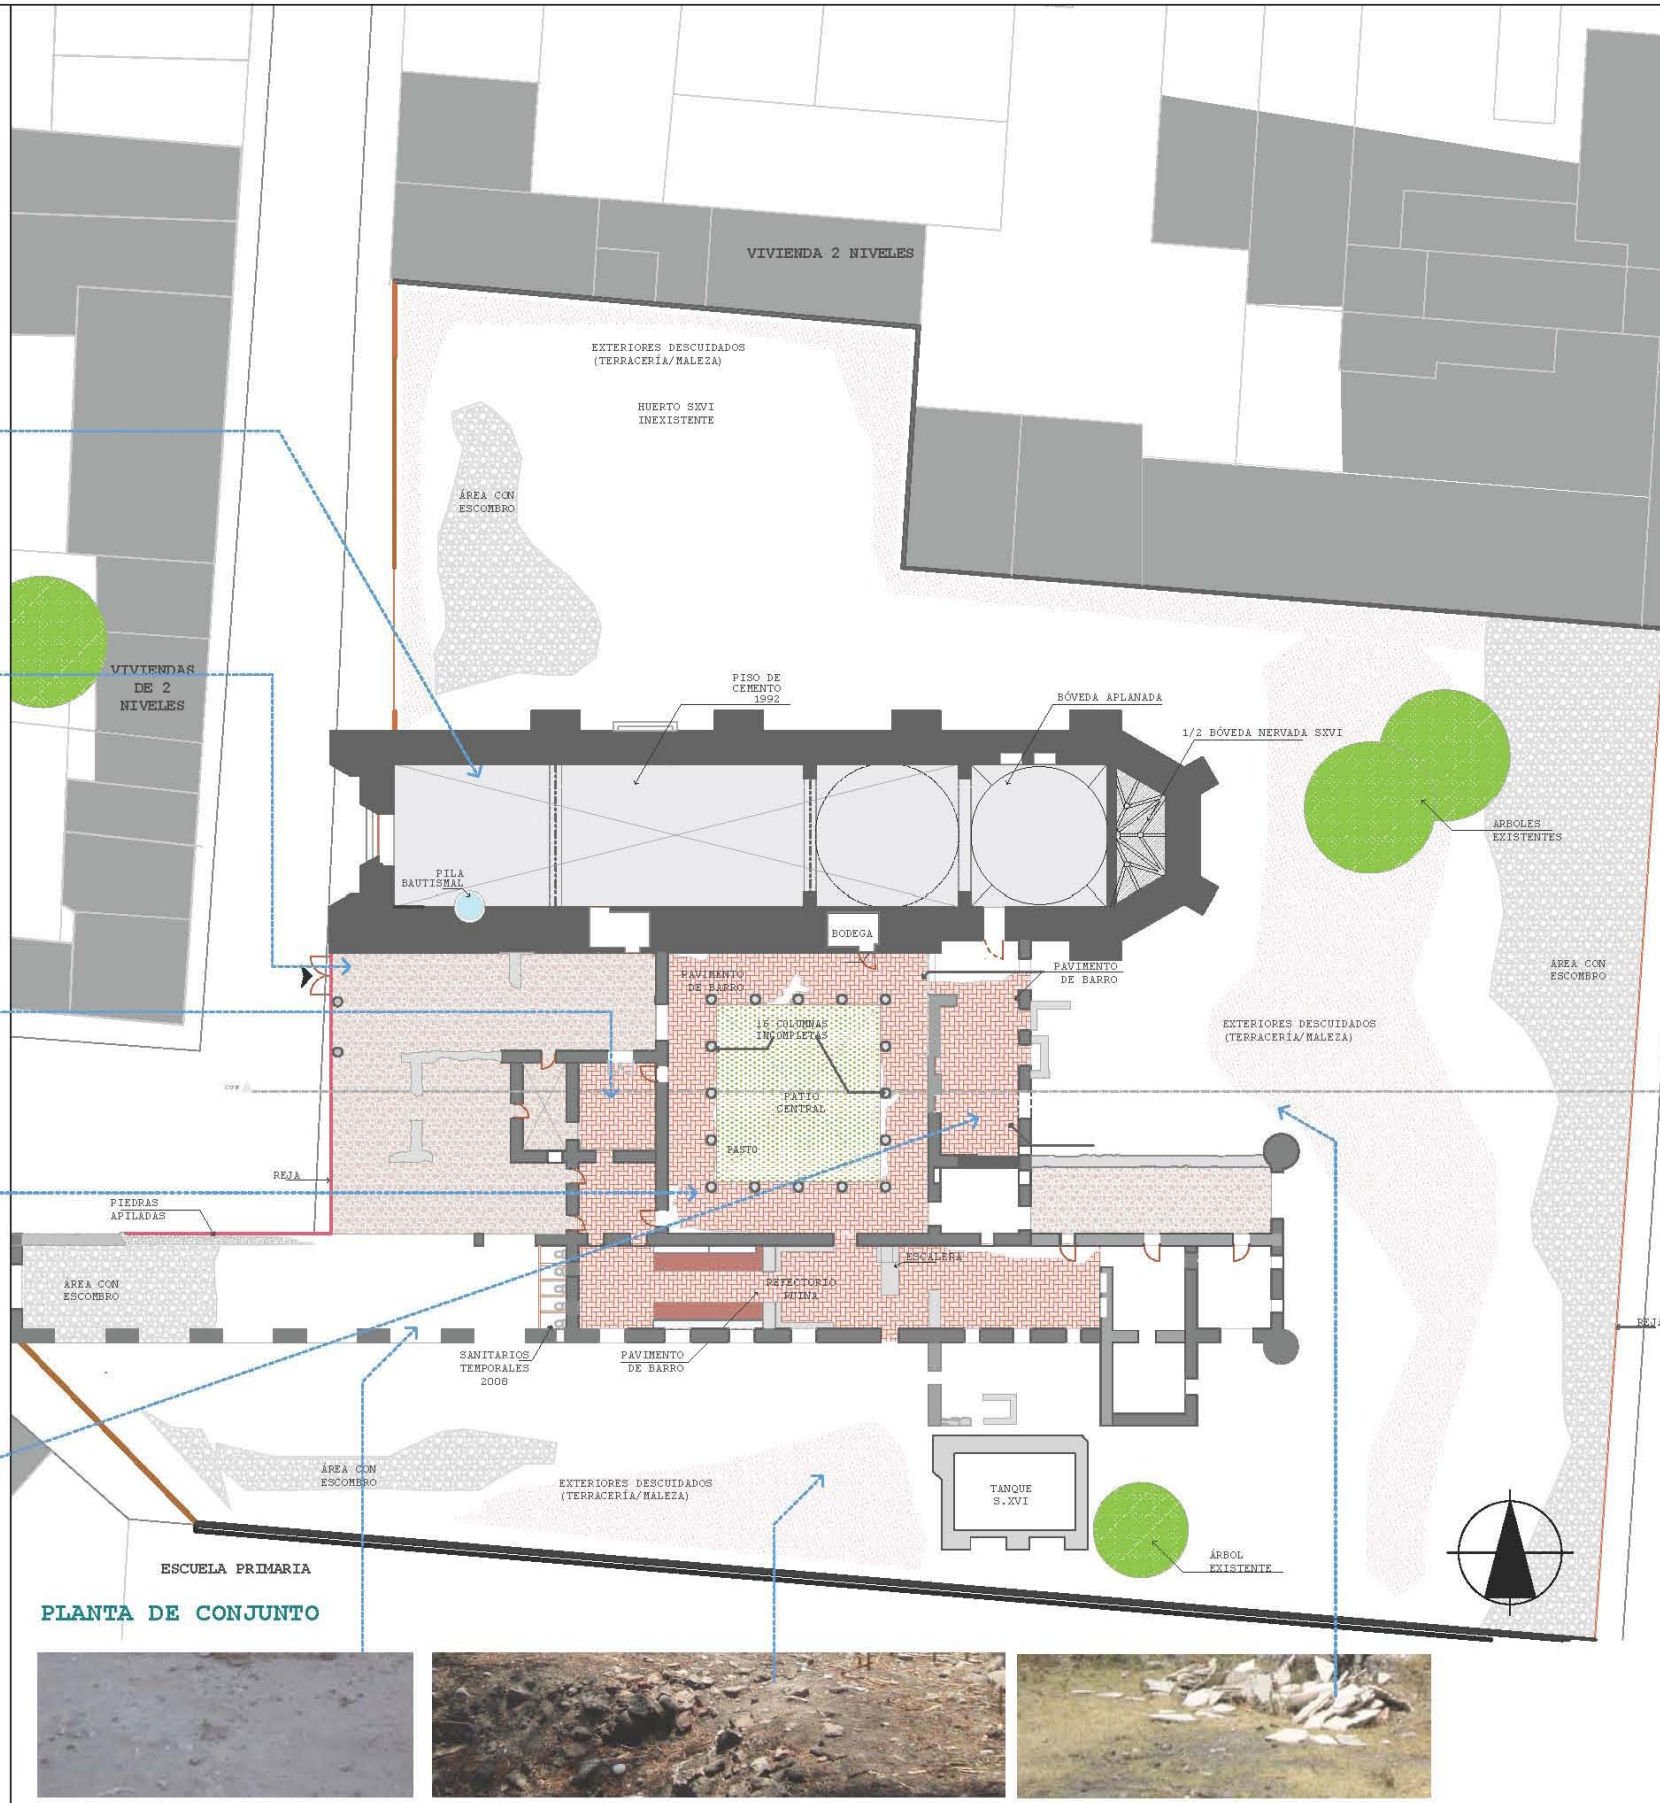 VIVIENDA 2 NIVELES
EXTERIORES DESCUIDADOS
(TERRACERÍA/MALEZA)
HUERTO SXVI
INEXISTENTE
ÁREA CON
ESCOMBRO
VIVIENDAS
DE 2
NIVELES
PISO DE
CEMENTO
1992
BÓVEDA APLANADA
1/2 BÓVEDA NERVADA SXVI
ÁRBOLES
EXISTENTES
PILA
BAUTISMAL
BODEGA
PAVIMENTO
DE BARRO
PAVIMENTO
DE BARRO
ÁREA CON
ESCOMBRO
16 COLUMNAS
INCOMPLETAS
EXTERIORES DESCUIDADOS
(TERRACERÍA/MALEZA)
PATIO
CENTRAL
PASTO
REJA
PIEDRAS
APILADAS
ESCALERA
ÁREA CON
ESCOMBRO
REFECTORIO
RUINA
REJA
SANITARIOS
TEMPORALES
2008
PAVIMENTO
DE BARRO
ÁREA CON
ESCOMBRO
EXTERIORES DESCUIDADOS
(TERRACERÍA/MALEZA)
TANQUE
S.XVI
ÁRBOL
EXISTENTE
ESCUELA PRIMARIA
PLANTA DE CONJUNTO